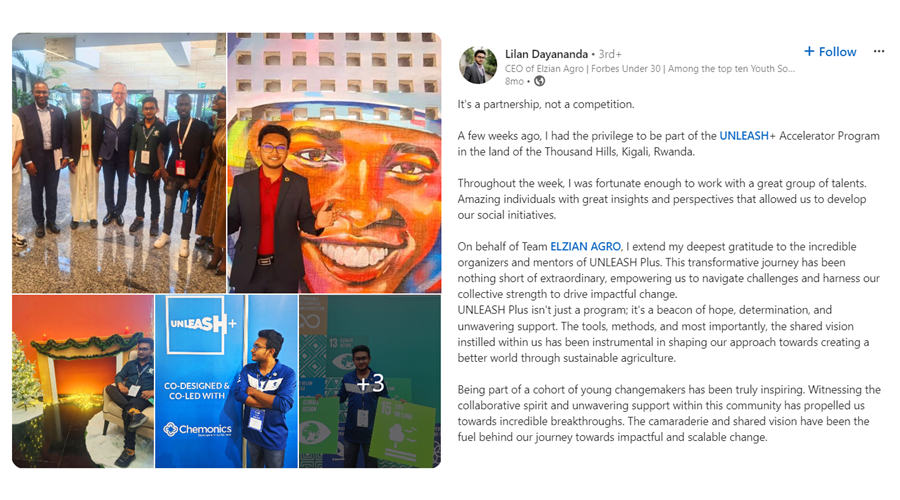 Lilan Dayananda • 3rd+
+ Follow
...
CEO of Elzian Agro | Forbes Under 30 | Among the top ten Youth So...
8mo •
It's a partnership, not a competition.
A few weeks ago, I had the privilege to be part of the UNLEASH+ Accelerator Program
in the land of the Thousand Hills, Kigali, Rwanda.
Throughout the week, I was fortunate enough to work with a great group of talents.
Amazing individuals with great insights and perspectives that allowed us to develop
our social initiatives.
On behalf of Team ELZIAN AGRO, I extend my deepest gratitude to the incredible
organizers and mentors of UNLEASH Plus. This transformative journey has been
nothing short of extraordinary, empowering us to navigate challenges and harness our
collective strength to drive impactful change.
UNLEASH Plus isn't just a program; it's a beacon of hope, determination, and
unwavering support. The tools, methods, and most importantly, the shared vision
instilled within us has been instrumental in shaping our approach towards creating a
better world through sustainable agriculture.
Being part of a cohort of young changemakers has been truly inspiring. Witnessing the
collaborative spirit and unwavering support within this community has propelled us
towards incredible breakthroughs. The camaraderie and shared vision have been the
fuel behind our journey towards impactful and scalable change.
UNLEASH+
CO-DESIGNED &
CO-LED WITH
Chemonics
+3
13
15